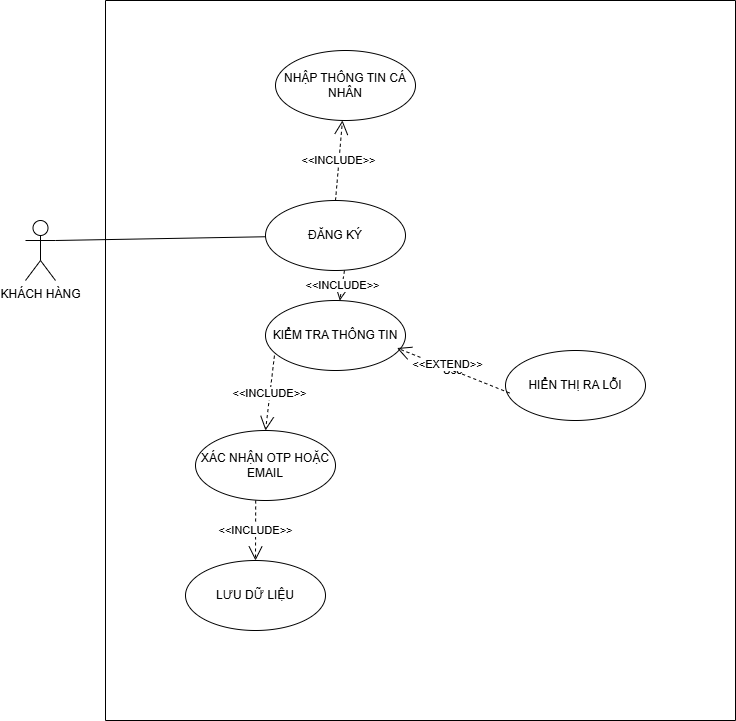 NHẬP THÔNG TIN CÁ
NHÂN
<<INCLUDE>>
ĐĂNG KÝ
KHÁCH HÀNG
<<INCLUDE>>
KIỂM TRA THÔNG TIN
<<EXTEND>>
HIỂN THỊ RA LỖI
<<INCLUDE>>
XÁC NHẬN OTP HOẶC
EMAIL
<<INCLUDE>>
LƯU DỮ LIỆU